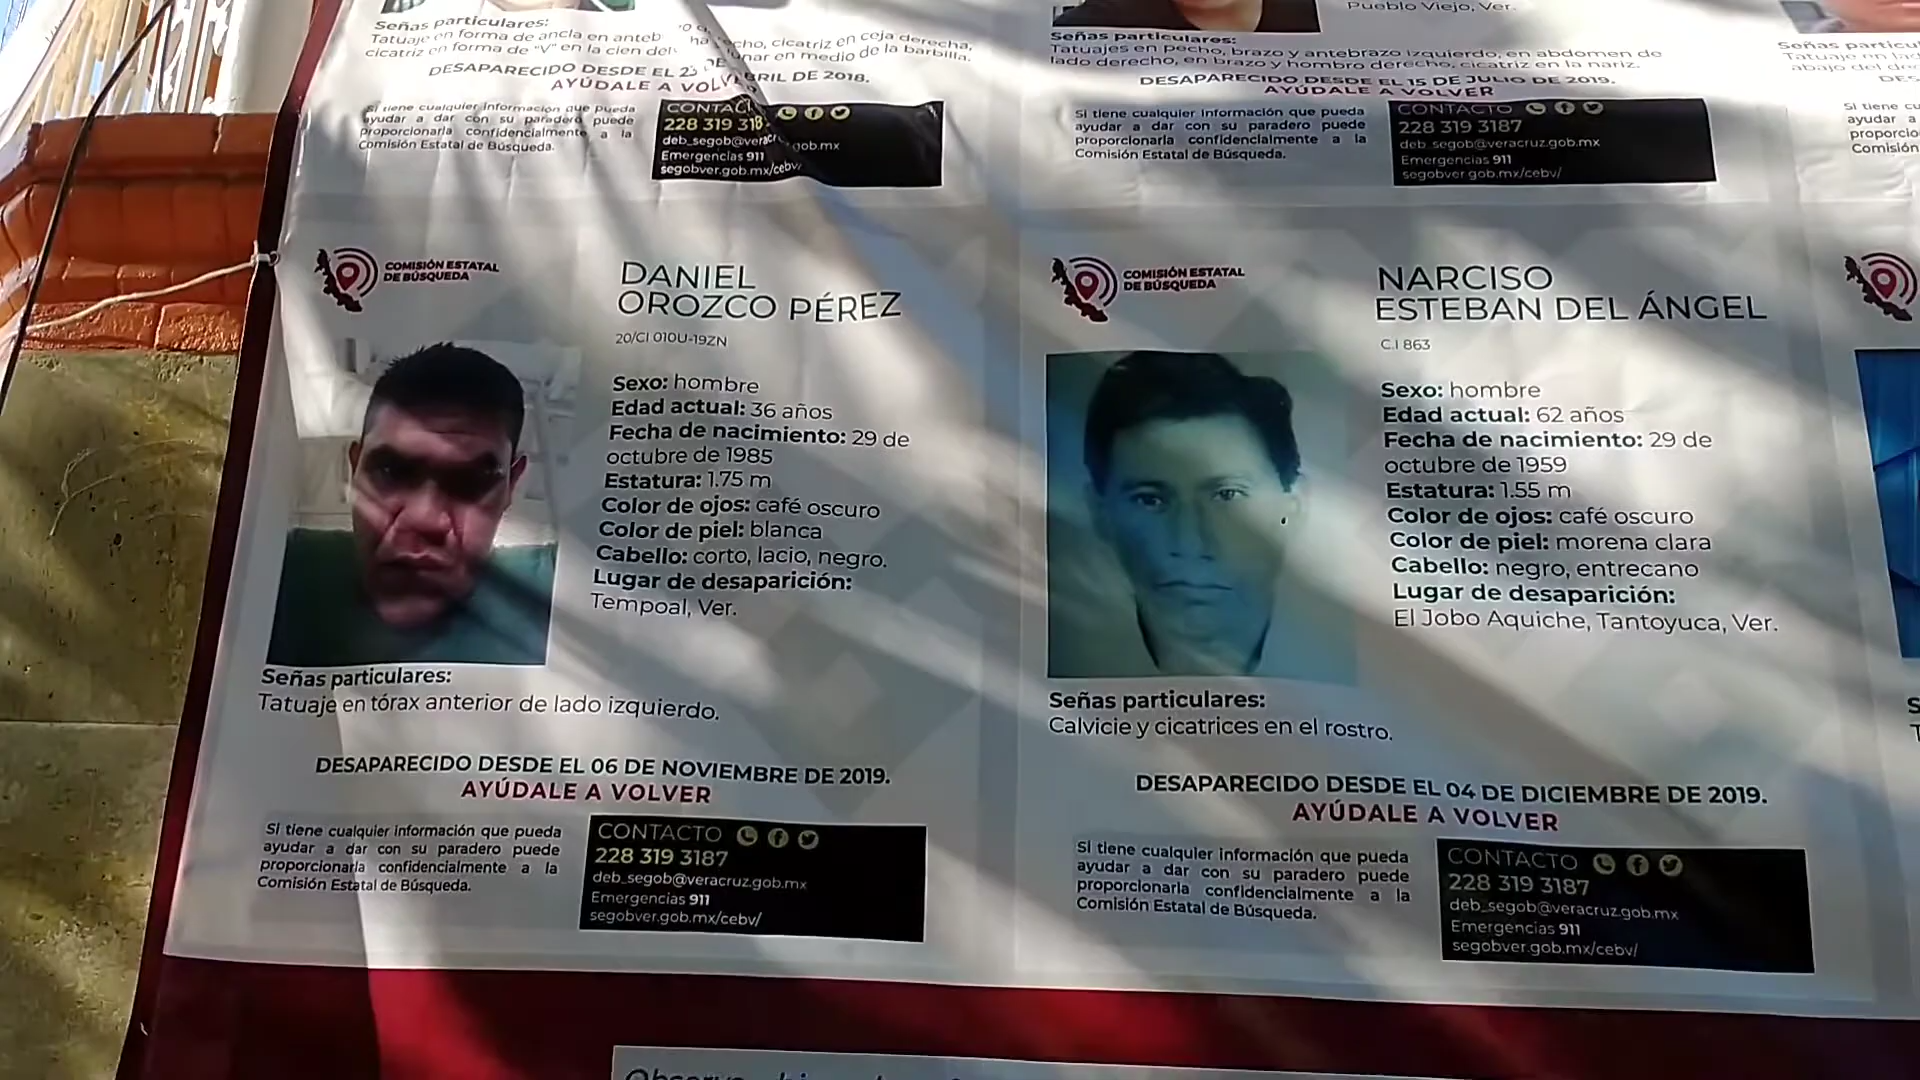 Señas particulares:
Tatuaje en forma de ancla en anteb
cho, cicatriz en ceja derecha,
cicatriz en forma de "V" en la cien
nar en medio de la barbilla.
DESAPARECIDO DESDE EL
BRIL DE 2018.
AYÚDALE A
Si tiene cualquier información que pueda
ayudar a dar con su paradero puede
proporcionarla confidencialmente a la
Comisión Estatal de Búsqueda.
228 319 318
deb_segob@verac
gob.mx
Emergencias 911
segobver.gob.mx/cebv/
Pueblo Viejo, Ver.
Señas particulares:
Tatuajes en pecho, brazo y antebrazo izquierdo, en abdomen de
lado derecho, en brazo y hombro derecho, cicatriz en la nariz.
DESAPARECIDO DESDE EL 15 DE JULIO DE 2019.
AYÚDALE A VOLVER
Si tiene cualquier información que pueda
ayudar a dar con su paradero puede
proporcionarla confidencialmente a la
Comisión Estatal de Búsqueda.
CONTACTO
228 319 3187
deb_segob@veracruz.gob.mx
Emergencias 911
segobver.gob.mx/cebv/
Señas particu
Tatuaje en lad
abajo del der
DES
Si tiene cu
ayudar a
proporcio
Comisión
COMISIÓN ESTATAL
DE BÚSQUEDA
DANIEL
OROZCO PÉREZ
20/CI 010U-19ZN
Sexo: hombre
Edad actual: 36 años
Fecha de nacimiento: 29 de
octubre de 1985
Estatura: 1.75 m
Color de ojos: café oscuro
Color de piel: blanca
Cabello: corto, lacio, negro.
Lugar de desaparición:
Tempoal, Ver.
Señas particulares:
Tatuaje en tórax anterior de lado izquierdo.
DESAPARECIDO DESDE EL 06 DE NOVIEMBRE DE 2019.
AYÚDALE A VOLVER
Si tiene cualquier información que pueda
ayudar a dar con su paradero puede
proporcionarla confidencialmente a la
Comisión Estatal de Búsqueda.
CONTACTO
228 319 3187
deb_segob@veracruz.gob.mx
Emergencias 911
segobver.gob.mx/cebv/
COMISIÓN ESTATAL
DE BÚSQUEDA
NARCISO
ESTEBAN DEL ÁNGEL
C.I 863
Sexo: hombre
Edad actual: 62 años
Fecha de nacimiento: 29 de
octubre de 1959
Estatura: 1.55 m
Color de ojos: café oscuro
Color de piel: morena clara
Cabello: negro, entrecano
Lugar de desaparición:
El Jobo Aquiche, Tantoyuca, Ver.
Señas particulares:
Calvicie y cicatrices en el rostro.
DESAPARECIDO DESDE EL 04 DE DICIEMBRE DE 2019.
AYÚDALE A VOLVER
Si tiene cualquier información que pueda
ayudar a dar con su paradero puede
proporcionarla confidencialmente a la
Comisión Estatal de Búsqueda.
CONTACTO
228 319 3187
deb_segob@veracruz.gob.mx
Emergencias 911
segobver.gob.mx/cebv/